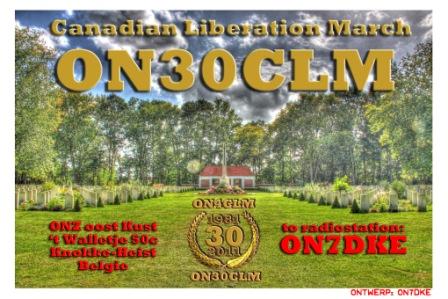 Canadian Liberation March
ON30CLM
ONZ oost Kust
't Walletje 50c
Knokke-Heist
Belgie
ON4CLM
1981
30
2011
ON30CLM
to radiostation:
ON7DKE
ONTWERP: ON7DKE